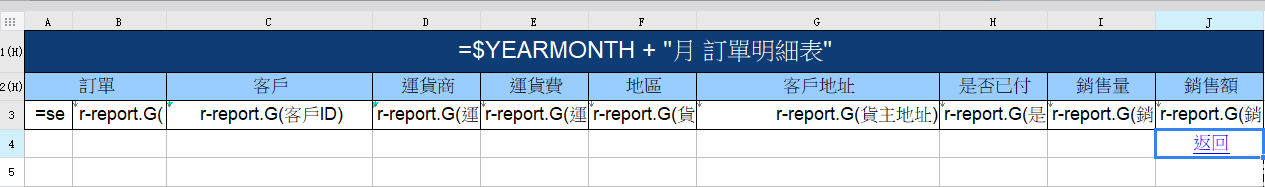 A B C D E F G H I J
1(H) =$YEARMONTH + "月 訂單明細表"
2(H) 訂單 客戶 運貨商 運貨費 地區 客戶地址 是否已付 銷售量 銷售額
3 =se r-report.G( r-report.G(客戶ID) r-report.G(運 r-report.G(運 r-report.G(貨 r-report.G(貨主地址) r-report.G(是 r-report.G(銷 r-report.G(銷
4 返回
5